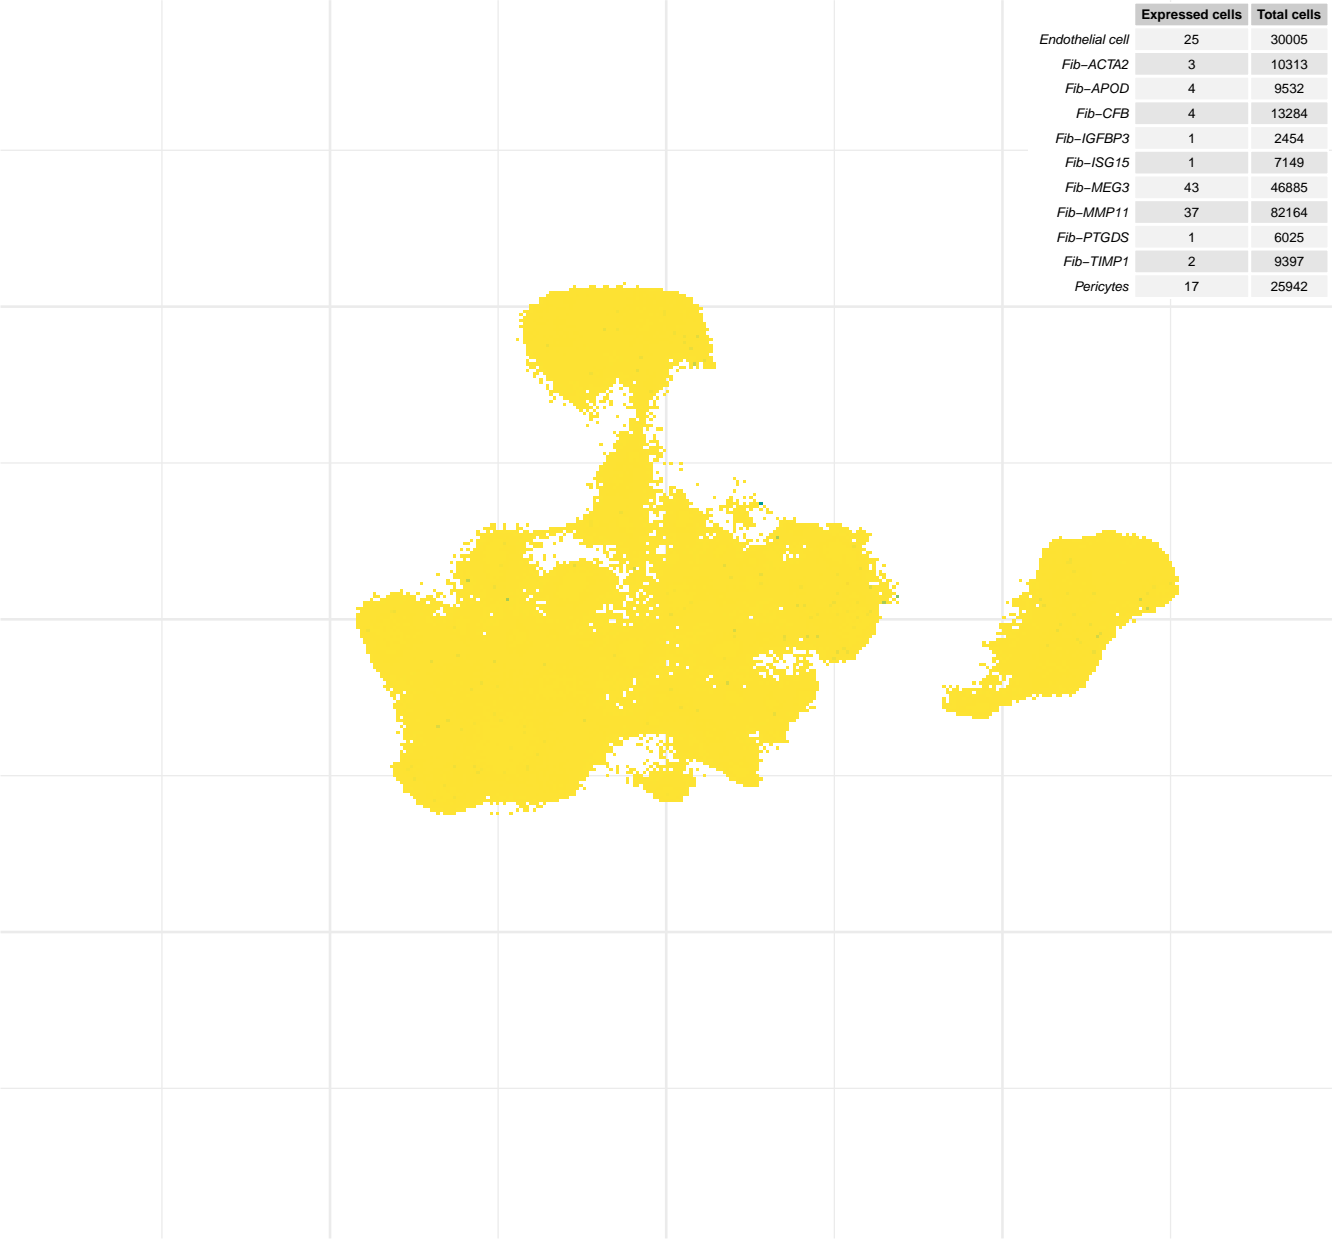 Expressed cells Total cells
Endothelial cell 25 30005
Fib−ACTA2 3 10313
Fib−APOD 4 9532
Fib−CFB 4 13284
Fib−IGFBP3 1 2454
Fib−ISG15 1 7149
Fib−MEG3 43 46885
Fib−MMP11 37 82164
Fib−PTGDS 1 6025
Fib−TIMP1 2 9397
Pericytes 17 25942